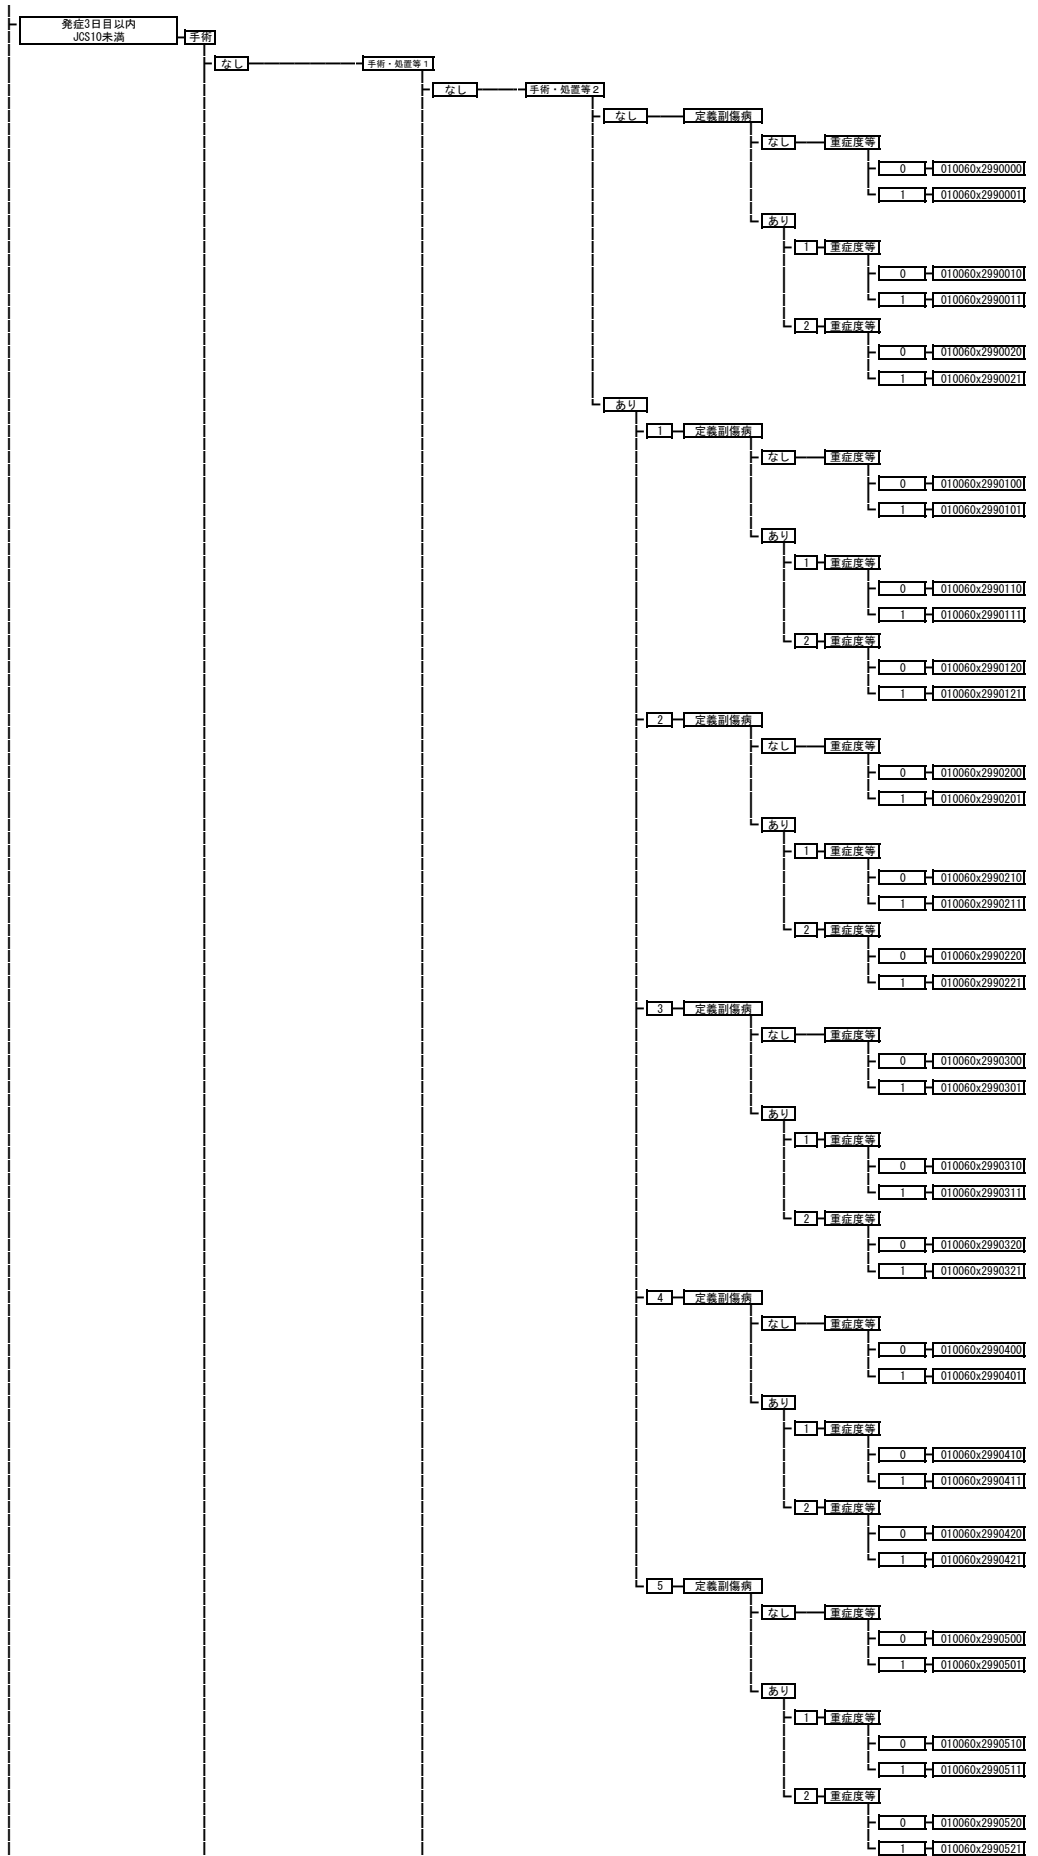 発症3日目以内
JCS10未満
手術
なし 手術・処置等１
なし 手術・処置等２
なし 定義副傷病
なし 重症度等
0 010060x2990000
1 010060x2990001
あり
1 重症度等
0 010060x2990010
1 010060x2990011
2 重症度等
0 010060x2990020
1 010060x2990021
あり
1 定義副傷病
なし 重症度等
0 010060x2990100
1 010060x2990101
あり
1 重症度等
0 010060x2990110
1 010060x2990111
2 重症度等
0 010060x2990120
1 010060x2990121
2 定義副傷病
なし 重症度等
0 010060x2990200
1 010060x2990201
あり
1 重症度等
0 010060x2990210
1 010060x2990211
2 重症度等
0 010060x2990220
1 010060x2990221
3 定義副傷病
なし 重症度等
0 010060x2990300
1 010060x2990301
あり
1 重症度等
0 010060x2990310
1 010060x2990311
2 重症度等
0 010060x2990320
1 010060x2990321
4 定義副傷病
なし 重症度等
0 010060x2990400
1 010060x2990401
あり
1 重症度等
0 010060x2990410
1 010060x2990411
2 重症度等
0 010060x2990420
1 010060x2990421
5 定義副傷病
なし 重症度等
0 010060x2990500
1 010060x2990501
あり
1 重症度等
0 010060x2990510
1 010060x2990511
2 重症度等
0 010060x2990520
1 010060x2990521